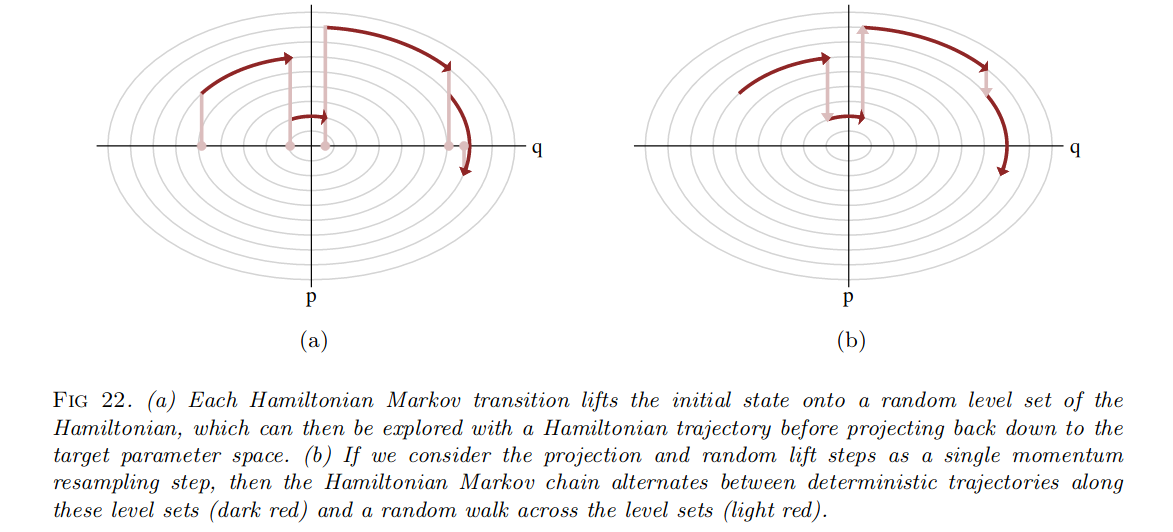 q
p
(a)
q
p
(b)
FIG 22. (a) Each Hamiltonian Markov transition lifts the initial state onto a random level set of the
Hamiltonian, which can then be explored with a Hamiltonian trajectory before projecting back down to the
target parameter space. (b) If we consider the projection and random lift steps as a single momentum
resampling step, then the Hamiltonian Markov chain alternates between deterministic trajectories along
these level sets (dark red) and a random walk across the level sets (light red).